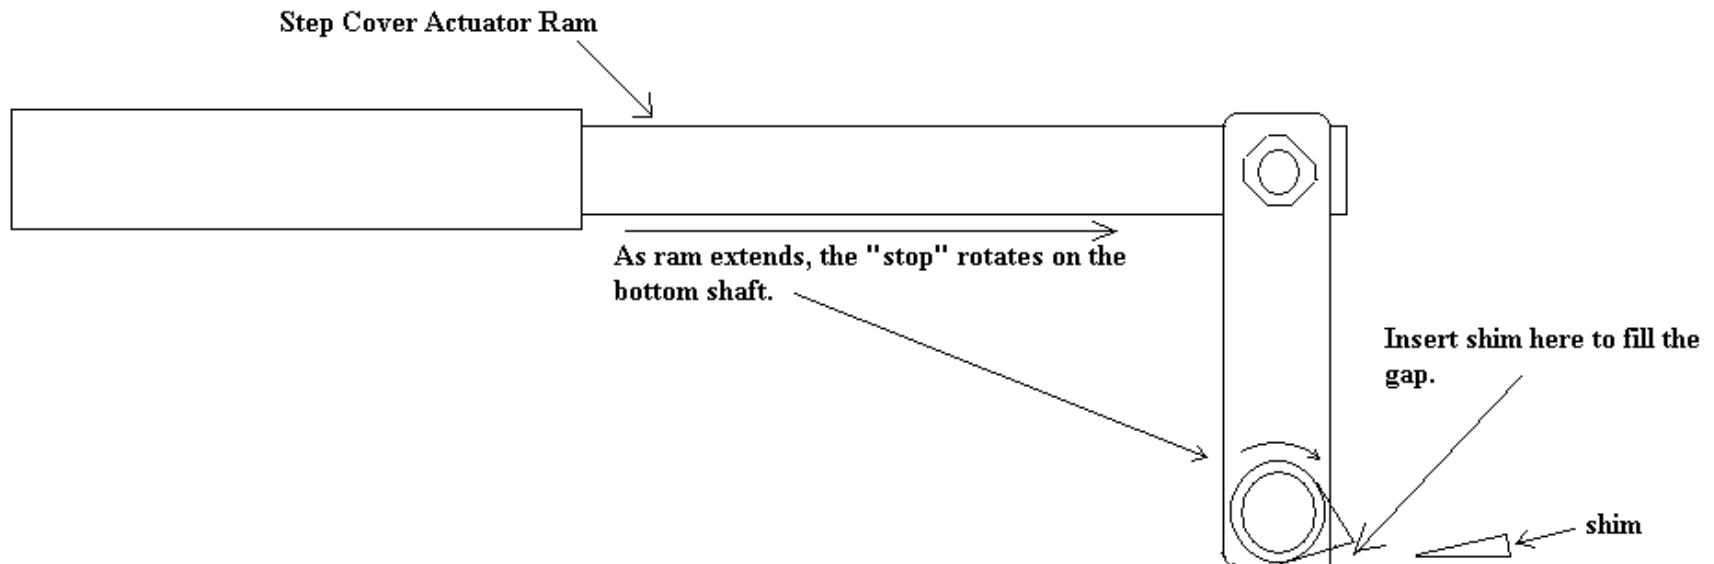 Step Cover Actuator Ram
As ram extends, the "stop" rotates on the
bottom shaft.
Insert shim here to fill the
gap.
shim